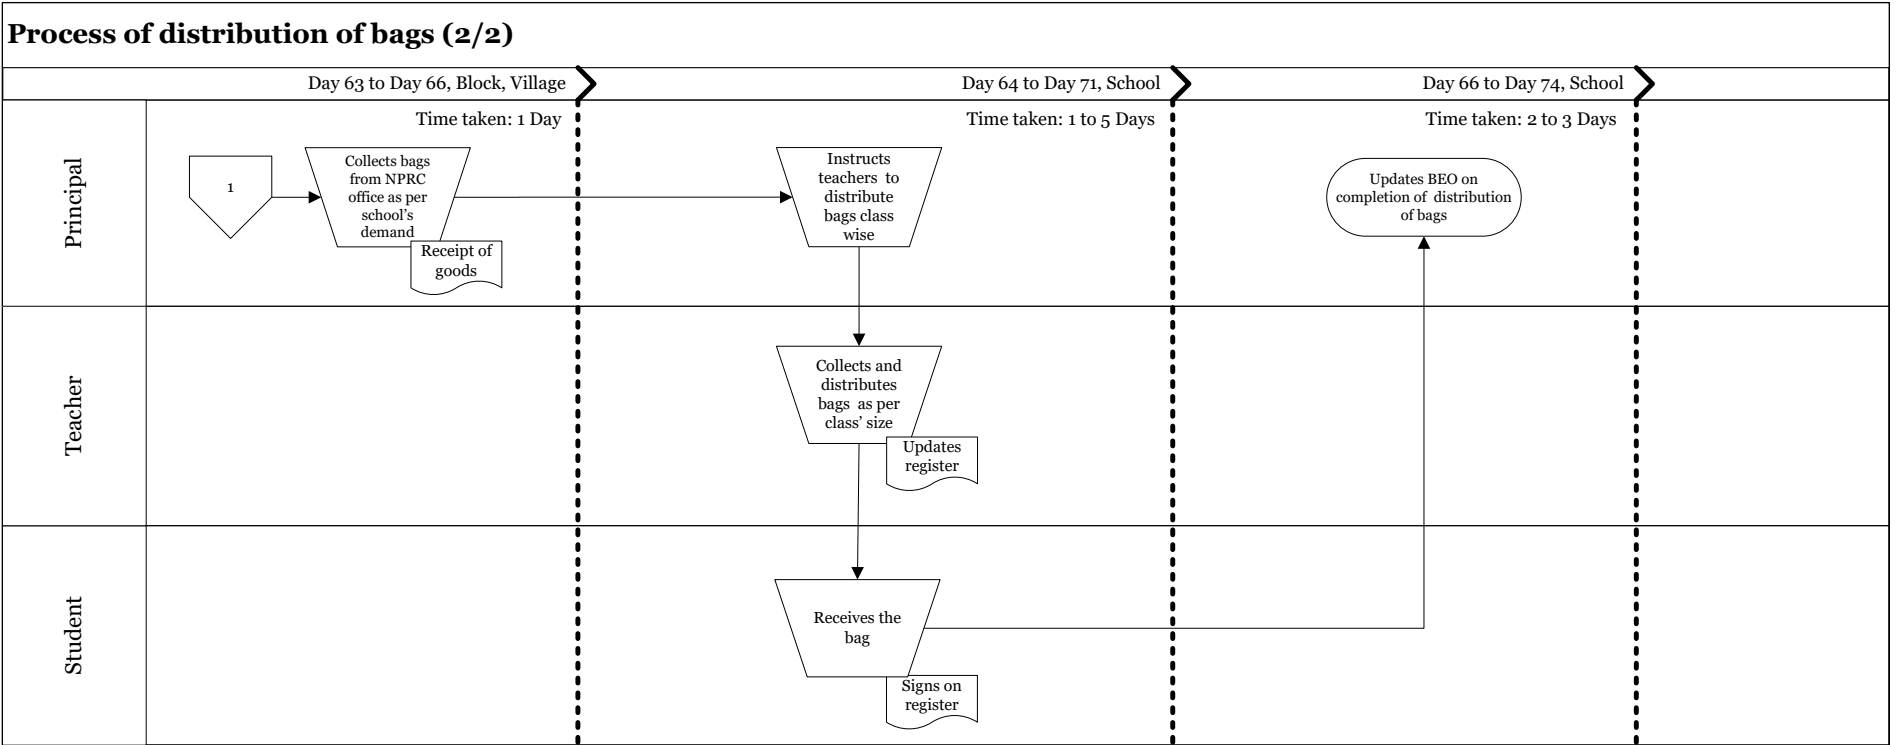 Process of distribution of bags (2/2)
Day 63 to Day 66, Block, Village
Day 64 to Day 71, School
Day 66 to Day 74, School
Principal
Time taken: 1 Day
Time taken: 1 to 5 Days
Time taken: 2 to 3 Days
1
Collects bags
from NPRC
office as per
school's
demand
Receipt of
goods
Instructs
teachers to
distribute
bags class
wise
Updates BEO on
completion of distribution
of bags
Teacher
Collects and
distributes
bags as per
class' size
Updates
register
Student
Receives the
bag
Signs on
register